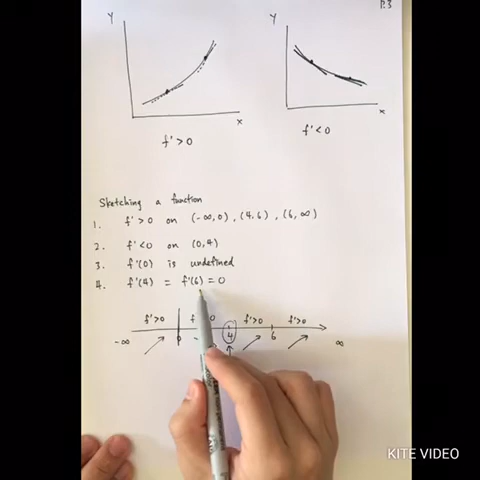 P.3
Y
Y
x
x
f' > 0
f' < 0
Sketching a function
1. f' > 0 on (-∞, 0), (4, 6), (6, ∞)
2. f' < 0 on (0, 4)
3. f'(0) is undefined
4. f'(4) = f'(6) = 0
f'>0 f' 0 f'>0 f'>0
-∞ 0 4 6 ∞
KITE VIDEO